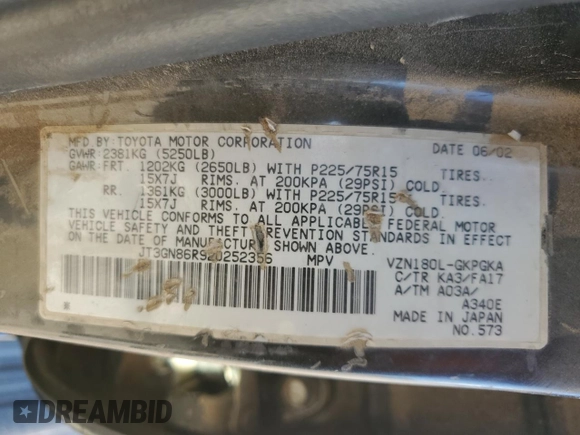 MFD. BY: TOYOTA MOTOR CORPORATION DATE 06/02
GVWR: 2381KG (5250LB)
GAWR: FRT. 1202KG (2650LB) WITH P225/75R15 TIRES.
15X7J RIMS. AT 200KPA (29PSI) COLD.
RR. 1361KG (3000LB) WITH P225/75R15 TIRES.
15X7J RIMS. AT 200KPA (29PSI) COLD.
THIS VEHICLE CONFORMS TO ALL APPLICABLE FEDERAL MOTOR
VEHICLE SAFETY AND THEFT PREVENTION STANDARDS IN EFFECT
ON THE DATE OF MANUFACTURE SHOWN ABOVE.
JT3GN86R920252356 MPV
VZN180L-GKPGKA
C/TR KA3/FA17
A/TM A03A/
A340E
MADE IN JAPAN
NO.573
DREAMBID